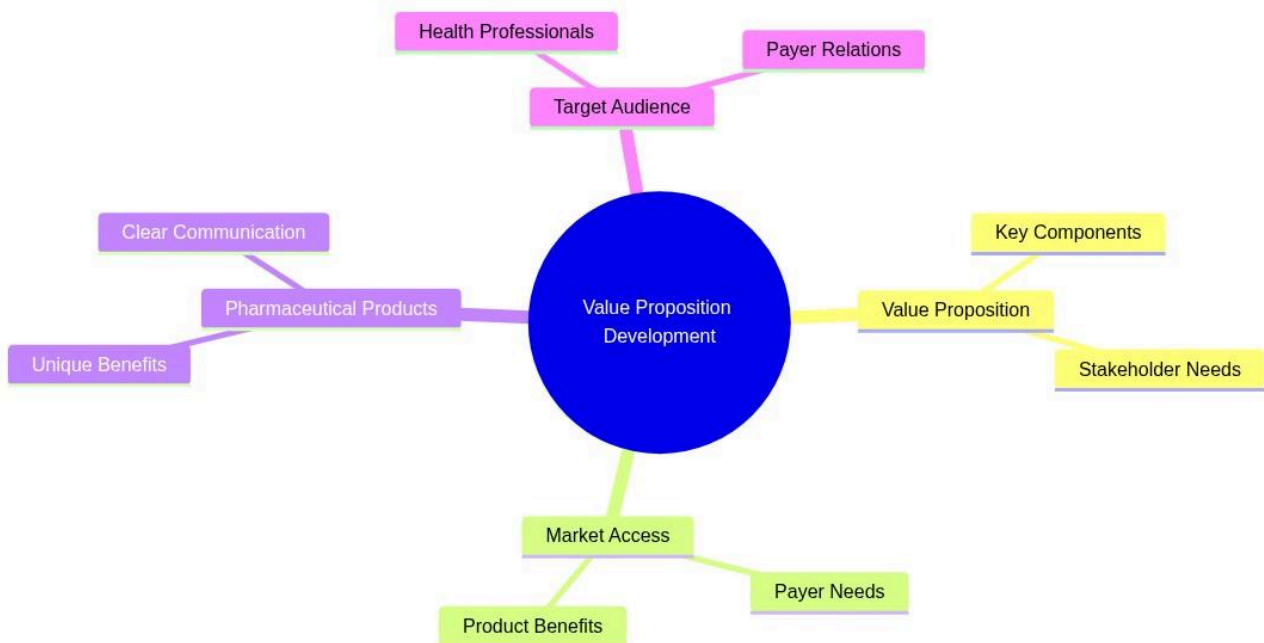 Health Professionals
Payer Relations
Target Audience
Clear Communication
Key Components
Pharmaceutical Products
Value Proposition
Development
Value Proposition
Unique Benefits
Stakeholder Needs
Market Access
Payer Needs
Product Benefits